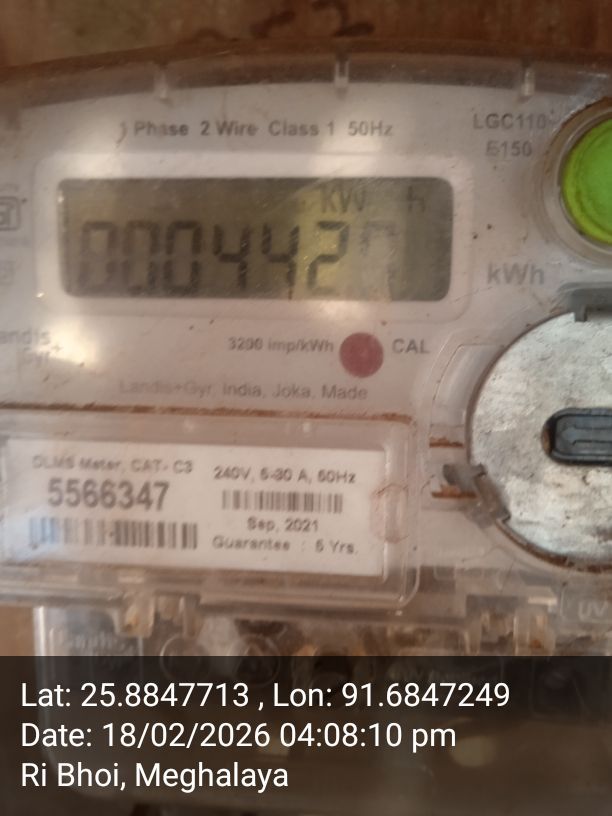 1 Phase 2 Wire Class 1 50Hz
LGC110
E150
kW h
000442
kWh
3200 imp/kWh CAL
Landis+Gyr, India, Joka, Made
DLMS Meter, CAT- C3
5566347
240V, 5-30 A, 50Hz
Sep, 2021
Guarantee : 5 Yrs.
Lat: 25.8847713 , Lon: 91.6847249
Date: 18/02/2026 04:08:10 pm
Ri Bhoi, Meghalaya